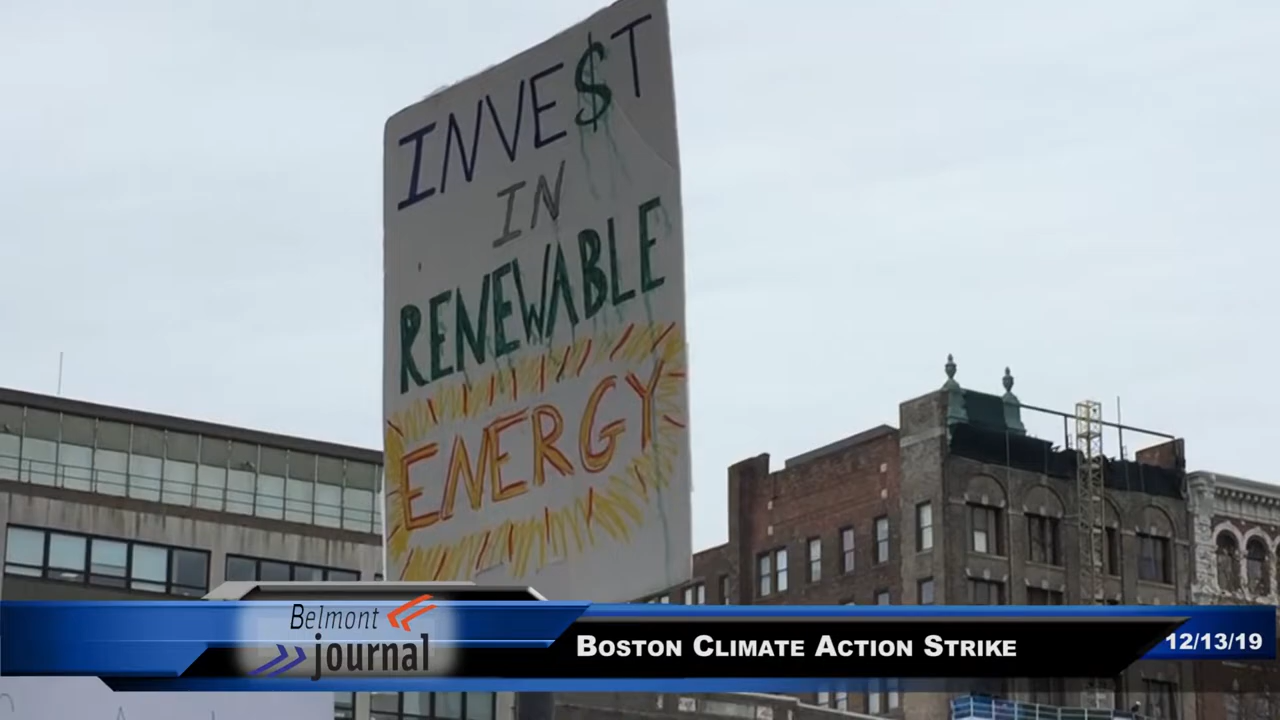 INVE$T
IN
RENEWABLE
ENERGY
Belmont
journal
BOSTON CLIMATE ACTION STRIKE
12/13/19